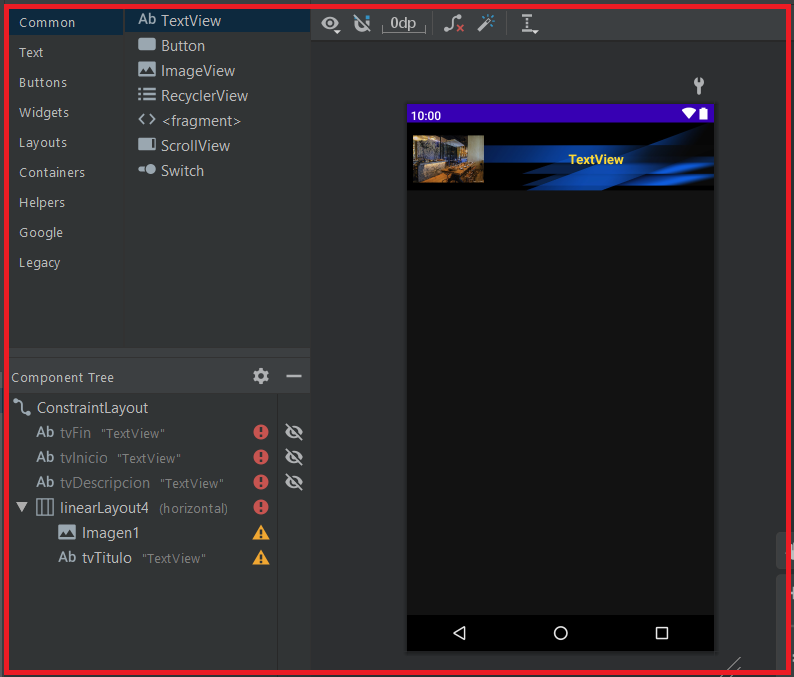 Common
Text
Buttons
Widgets
Layouts
Containers
Helpers
Google
Legacy
Ab TextView
Button
ImageView
RecyclerView
<fragment>
ScrollView
Switch
0dp
10:00
TextView
Component Tree
ConstraintLayout
Ab tvFin "TextView"
Ab tvInicio "TextView"
Ab tvDescripcion "TextView"
linearLayout4 (horizontal)
Imagen1
Ab tvTitulo "TextView"